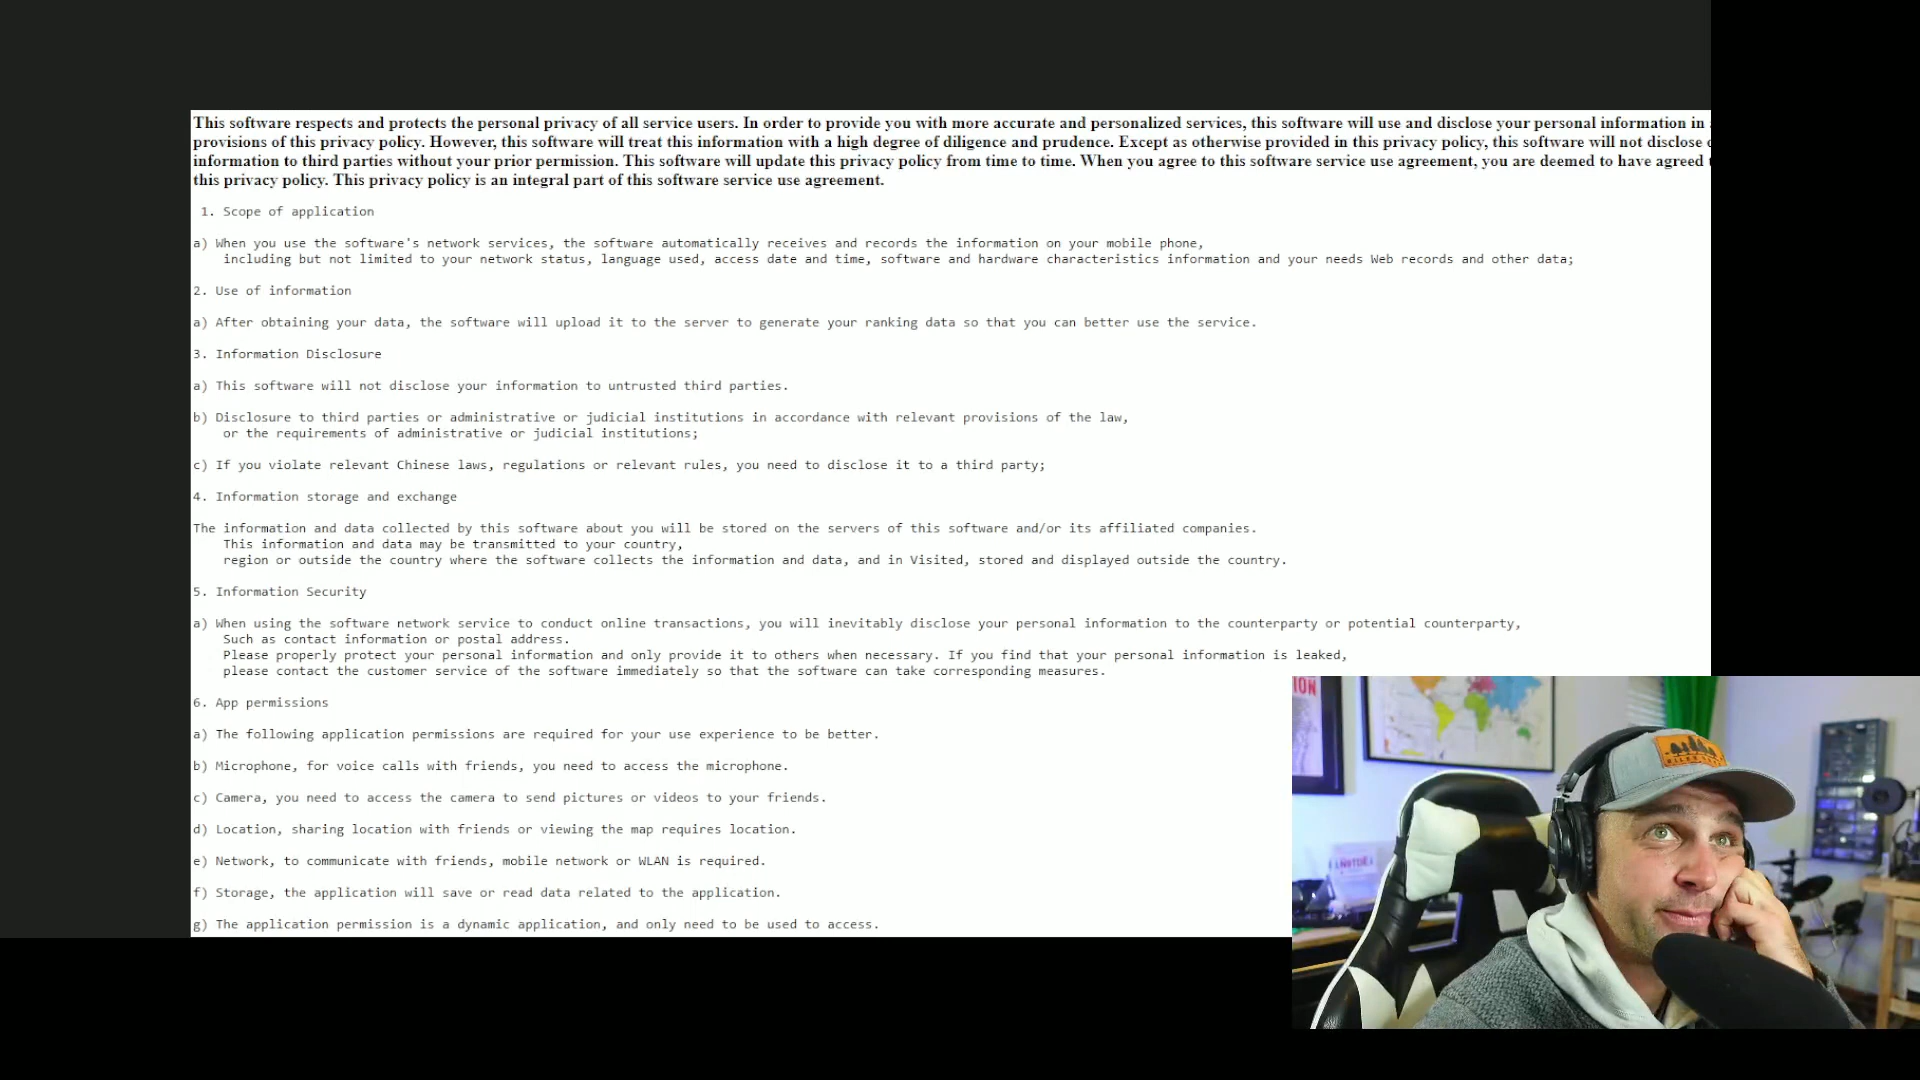 This software respects and protects the personal privacy of all service users. In order to provide you with more accurate and personalized services, this software will use and disclose your personal information in
provisions of this privacy policy. However, this software will treat this information with a high degree of diligence and prudence. Except as otherwise provided in this privacy policy, this software will not disclose
information to third parties without your prior permission. This software will update this privacy policy from time to time. When you agree to this software service use agreement, you are deemed to have agreed
this privacy policy. This privacy policy is an integral part of this software service use agreement.
1. Scope of application
a) When you use the software's network services, the software automatically receives and records the information on your mobile phone,
including but not limited to your network status, language used, access date and time, software and hardware characteristics information and your needs Web records and other data;
2. Use of information
a) After obtaining your data, the software will upload it to the server to generate your ranking data so that you can better use the service.
3. Information Disclosure
a) This software will not disclose your information to untrusted third parties.
b) Disclosure to third parties or administrative or judicial institutions in accordance with relevant provisions of the law,
or the requirements of administrative or judicial institutions;
c) If you violate relevant Chinese laws, regulations or relevant rules, you need to disclose it to a third party;
4. Information storage and exchange
The information and data collected by this software about you will be stored on the servers of this software and/or its affiliated companies.
This information and data may be transmitted to your country,
region or outside the country where the software collects the information and data, and in Visited, stored and displayed outside the country.
5. Information Security
a) When using the software network service to conduct online transactions, you will inevitably disclose your personal information to the counterparty or potential counterparty,
Such as contact information or postal address.
Please properly protect your personal information and only provide it to others when necessary. If you find that your personal information is leaked,
please contact the customer service of the software immediately so that the software can take corresponding measures.
6. App permissions
a) The following application permissions are required for your use experience to be better.
b) Microphone, for voice calls with friends, you need to access the microphone.
c) Camera, you need to access the camera to send pictures or videos to your friends.
d) Location, sharing location with friends or viewing the map requires location.
e) Network, to communicate with friends, mobile network or WLAN is required.
f) Storage, the application will save or read data related to the application.
g) The application permission is a dynamic application, and only need to be used to access.
ION